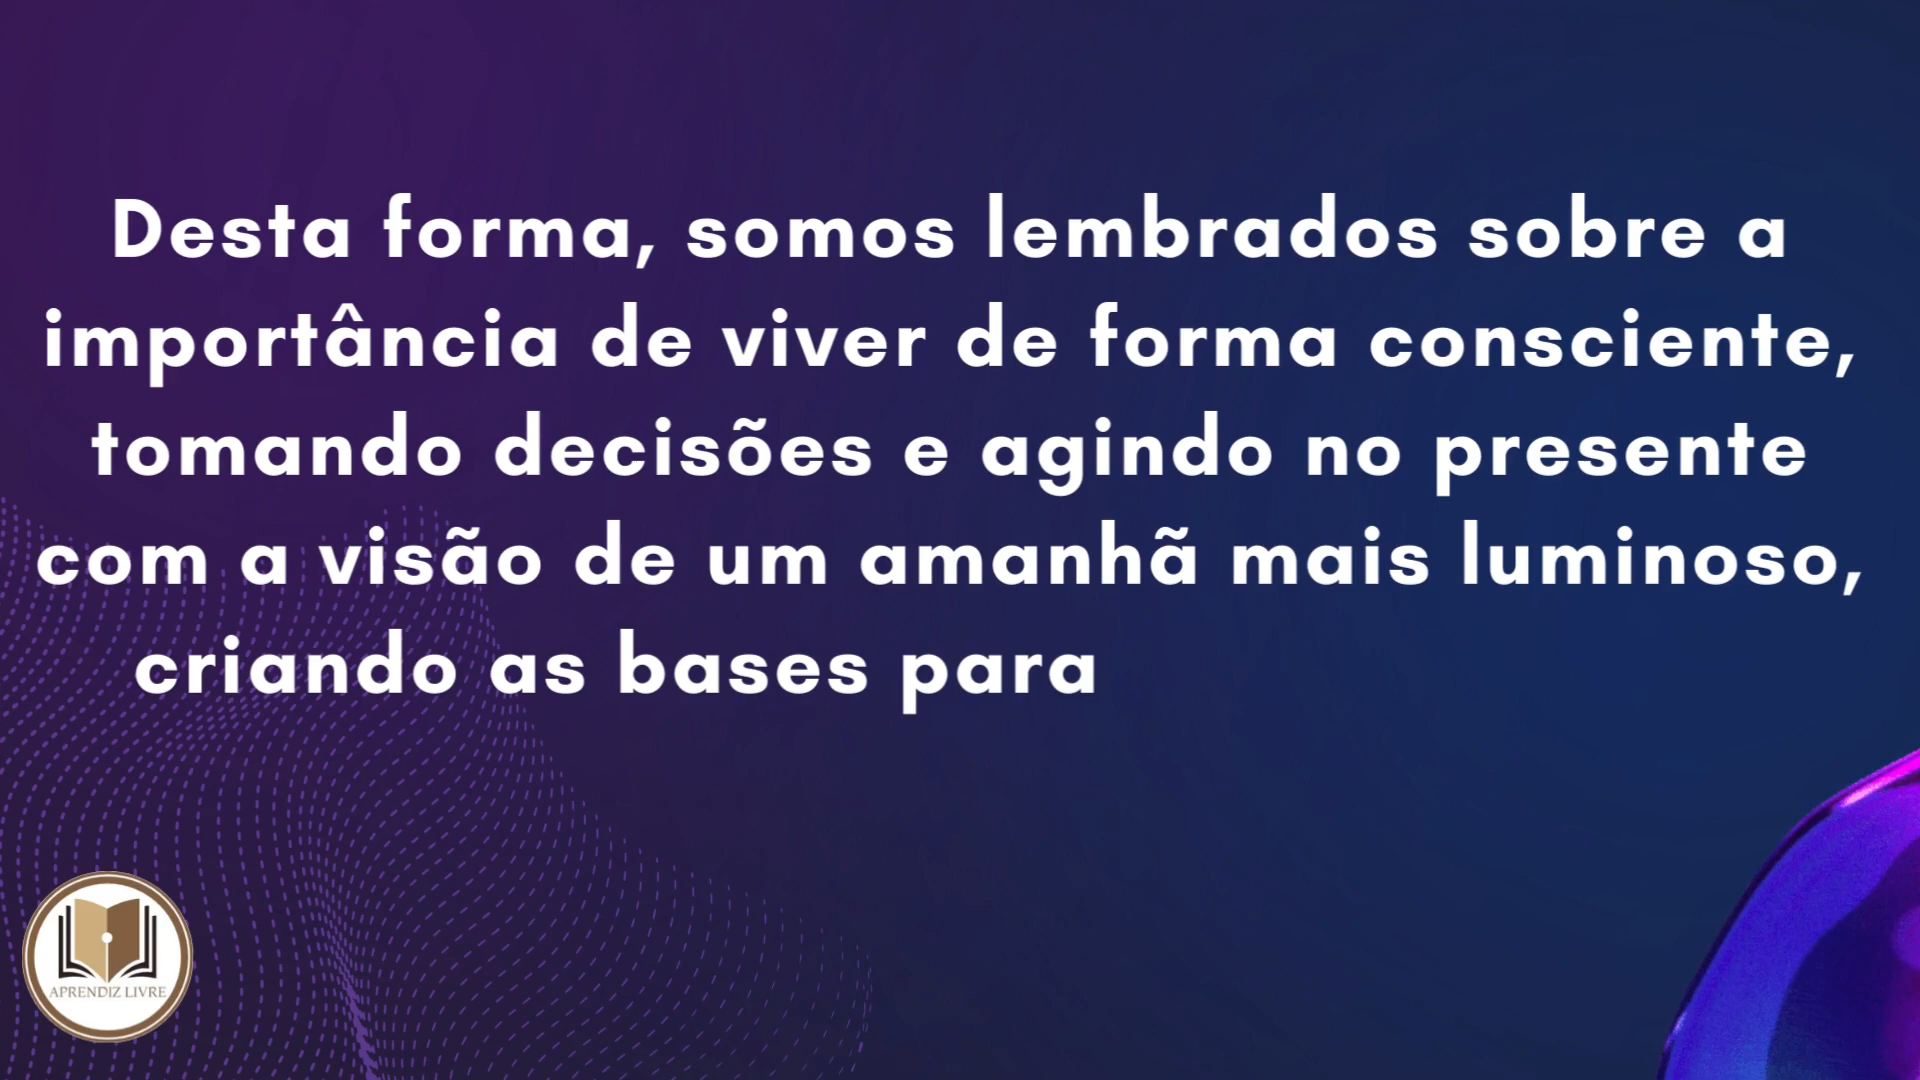 Desta forma, somos lembrados sobre a
importância de viver de forma consciente,
tomando decisões e agindo no presente
com a visão de um amanhã mais luminoso,
criando as bases para
APRENDIZ LIVRE